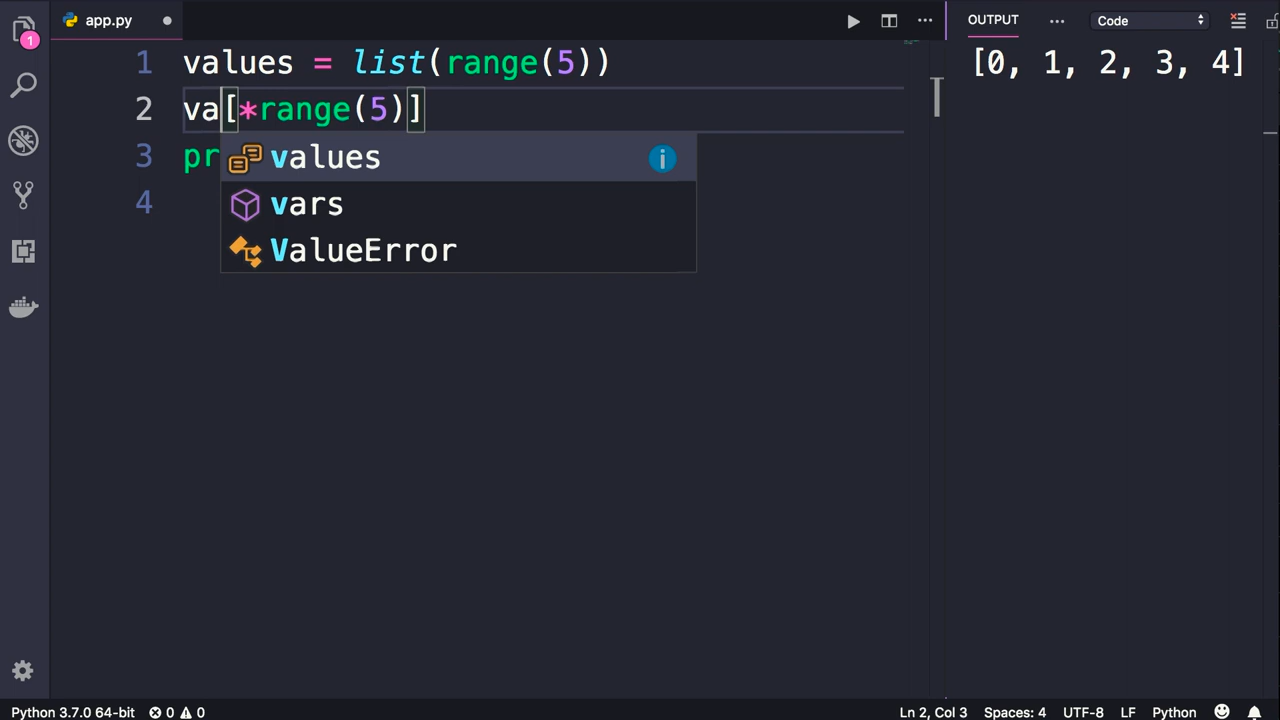 app.py
OUTPUT
Code
1
1 values = list(range(5))
2 va[*range(5)]
3 pr
4
values
vars
ValueError
[0, 1, 2, 3, 4]
Python 3.7.0 64-bit 0 0
Ln 2, Col 3 Spaces: 4 UTF-8 LF Python